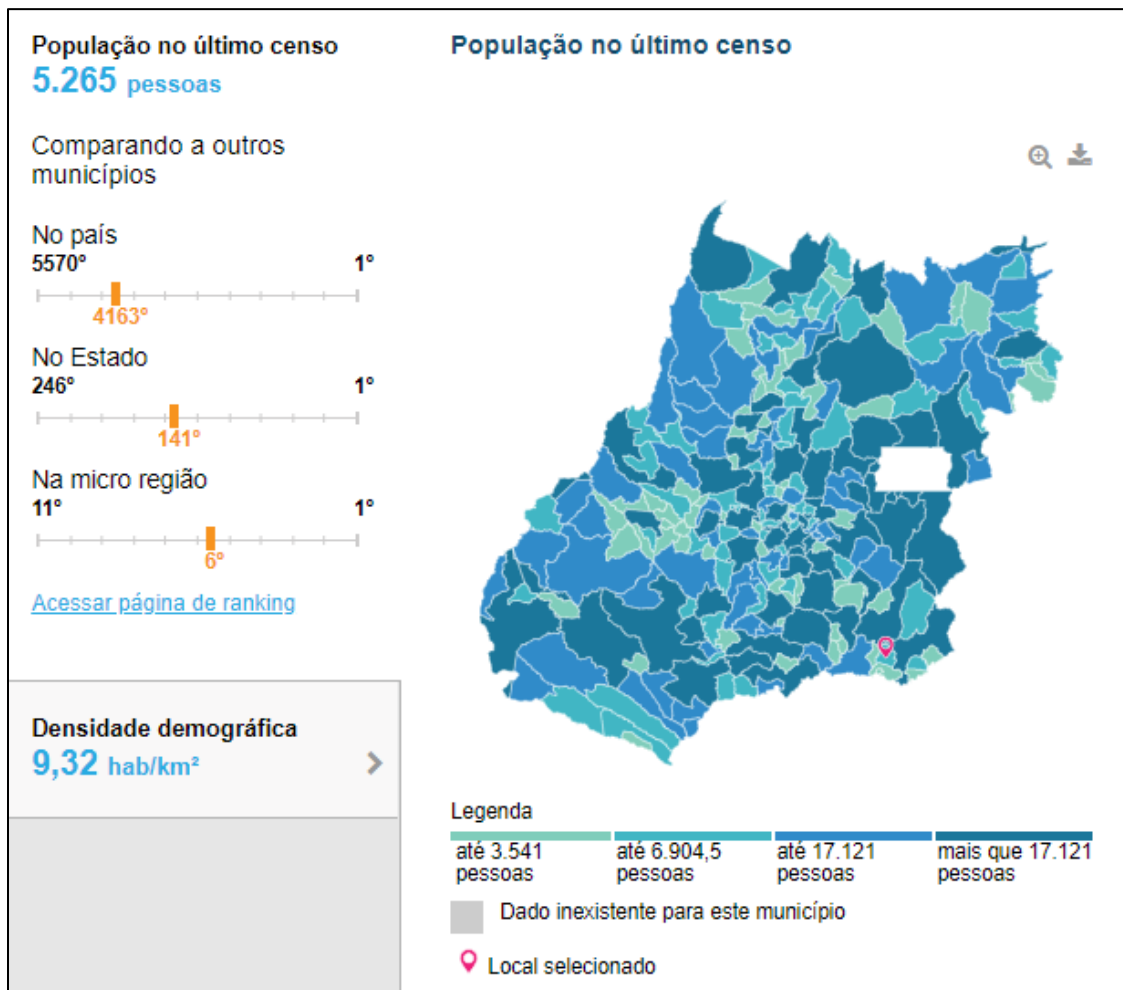 População no último censo
5.265 pessoas
Comparando a outros
municípios
No país
5570° 1°
4163°
No Estado
246° 1°
141°
Na micro região
11° 1°
6°
Acessar página de ranking
Densidade demográfica
9,32 hab/km²
População no último censo
Legenda
até 3.541
pessoas
até 6.904,5
pessoas
até 17.121
pessoas
mais que 17.121
pessoas
Dado inexistente para este município
Local selecionado